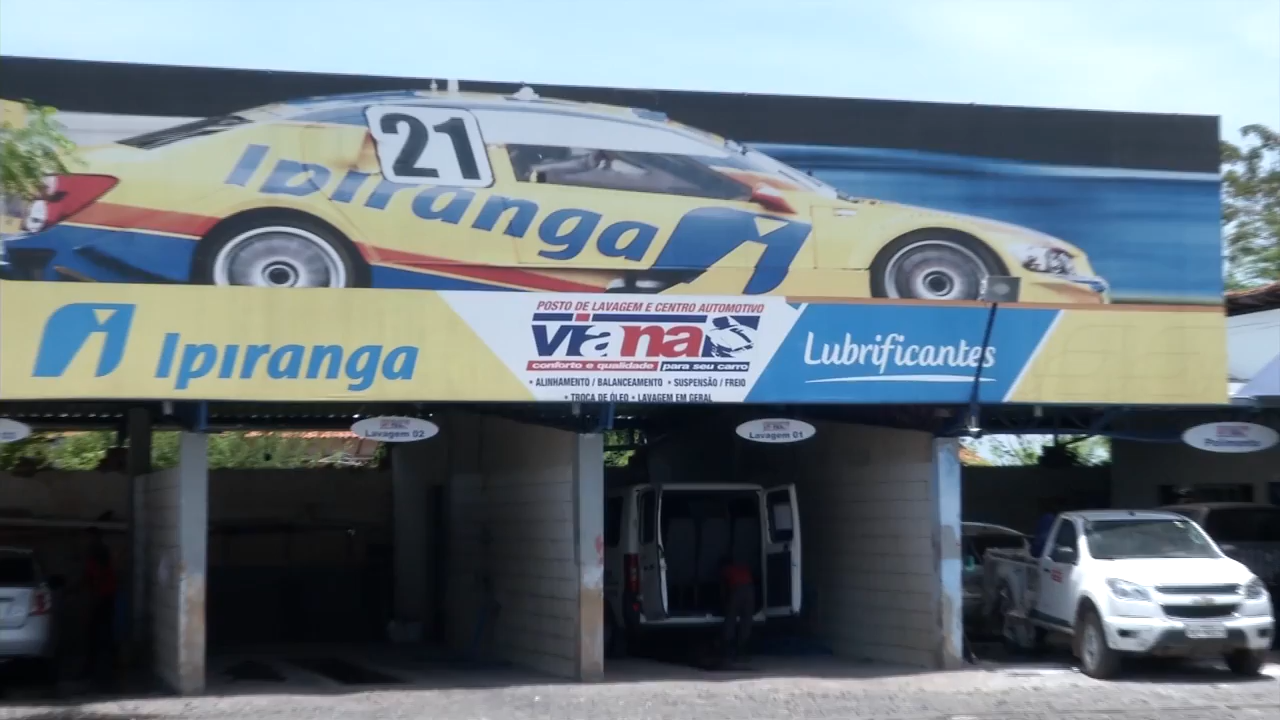 21
Ipiranga
Ipiranga
POSTO DE LAVAGEM E CENTRO AUTOMOTIVO
viana
conforto e qualidade para seu carro
• ALINHAMENTO / BALANCEAMENTO • SUSPENSÃO / FREIO
• TROCA DE ÓLEO • LAVAGEM EM GERAL
Lubrificantes
Lavagem 02
Lavagem 01